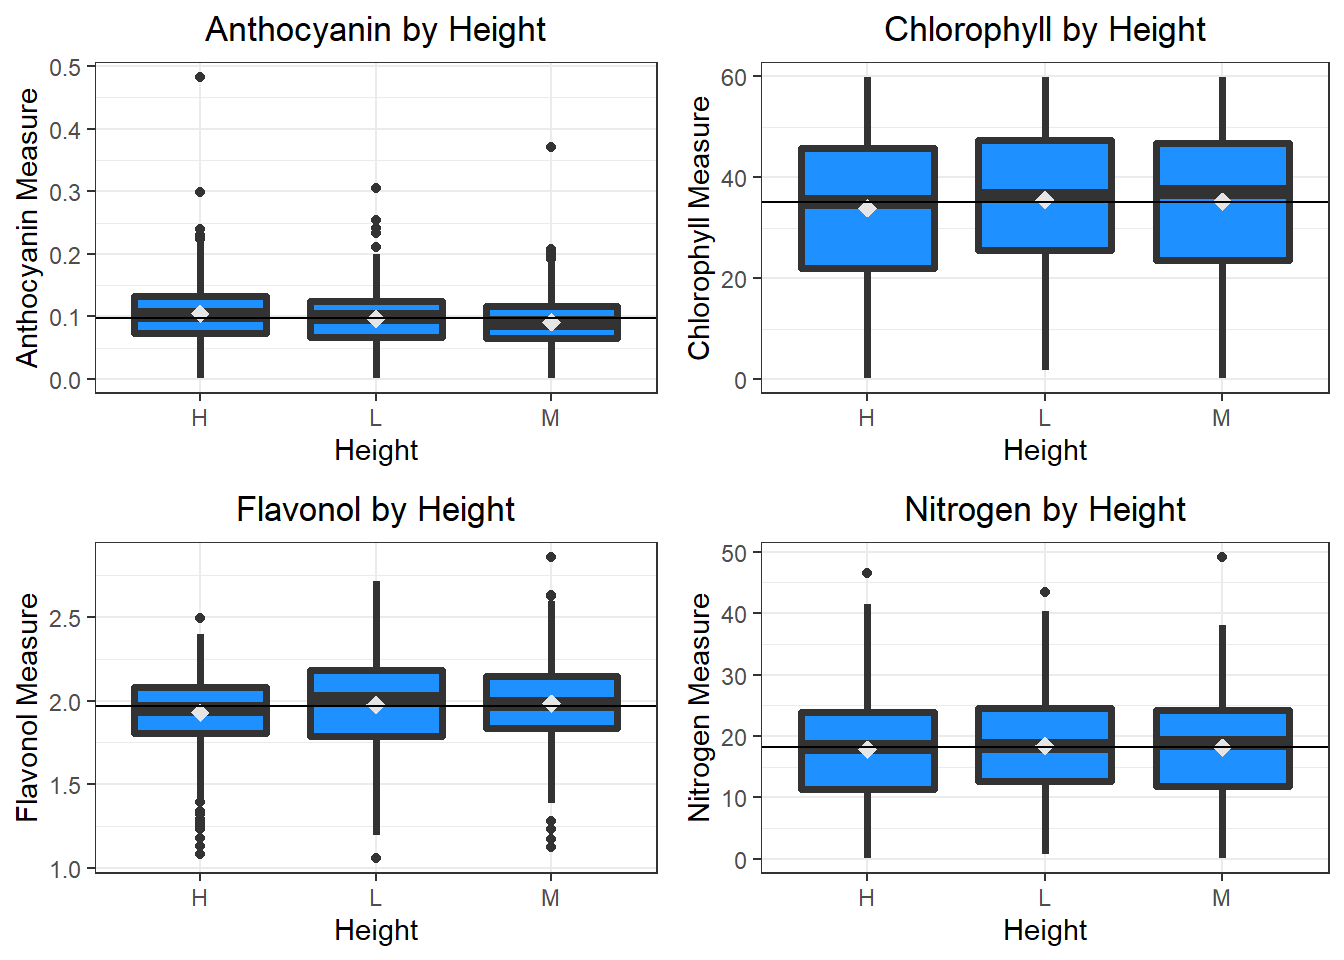 Anthocyanin by Height
Anthocyanin Measure
0.5
0.4
0.3
0.2
0.1
0.0
H L M
Height
Chlorophyll by Height
Chlorophyll Measure
60
40
20
0
H L M
Height
Flavonol by Height
Flavonol Measure
2.5
2.0
1.5
1.0
H L M
Height
Nitrogen by Height
Nitrogen Measure
50
40
30
20
10
0
H L M
Height